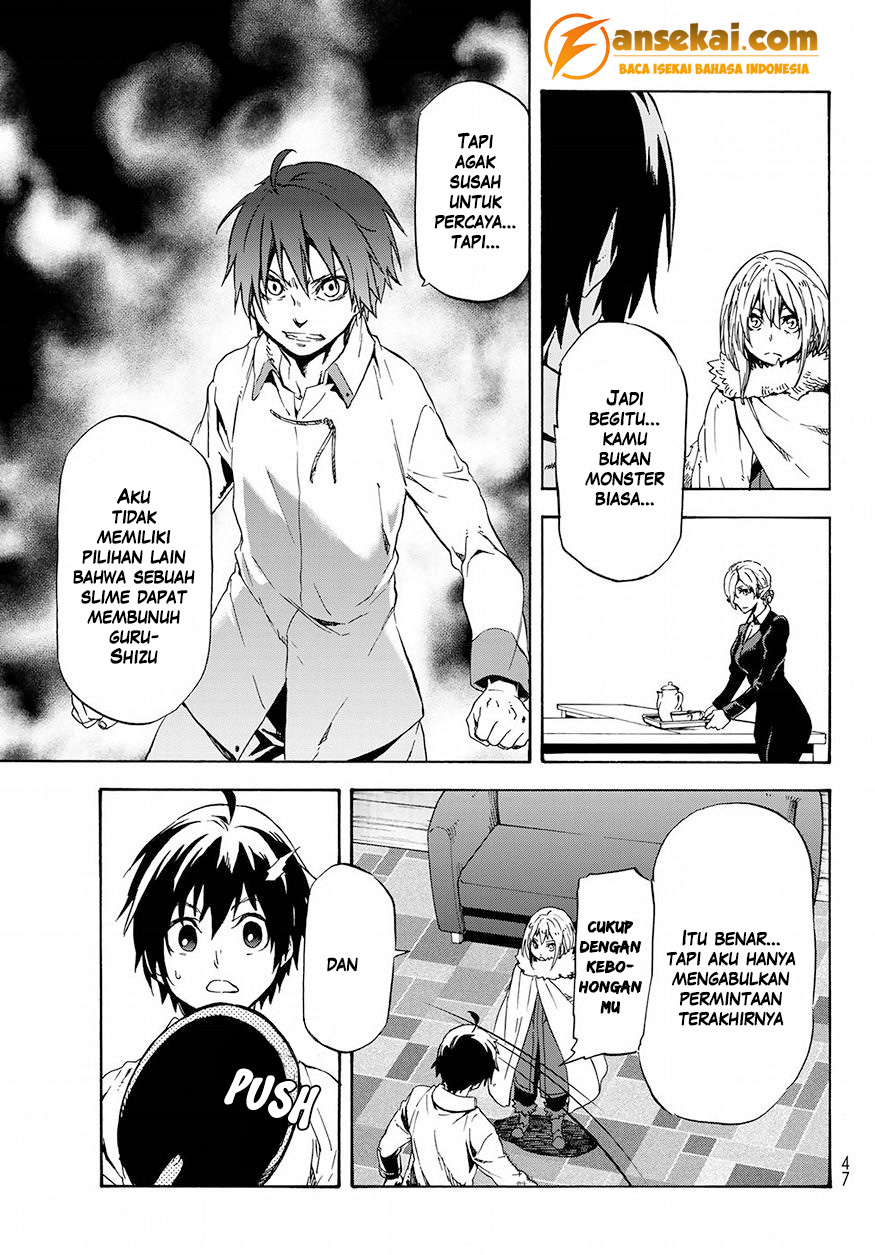 ansekai.com
BACA ISEKAI BAHASA INDONESIA
JADI
BEGITU...
KAMU
BUKAN
MONSTER
BIASA...
TAPI
AGAK
SUSAH
UNTUK
PERCAYA...
TAPI...
AKU
TIDAK
MEMILIKI
PILIHAN LAIN
BAHWA SEBUAH
SLIME DAPAT
MEMBUNUH
GURU-
SHIZU
ITU BENAR...
TAPI AKU HANYA
MENGABULKAN
PERMINTAAN
TERAKHIRNYA
CUKUP
DENGAN
KEBO-
HONGAN
MU
DAN
PUSH
47